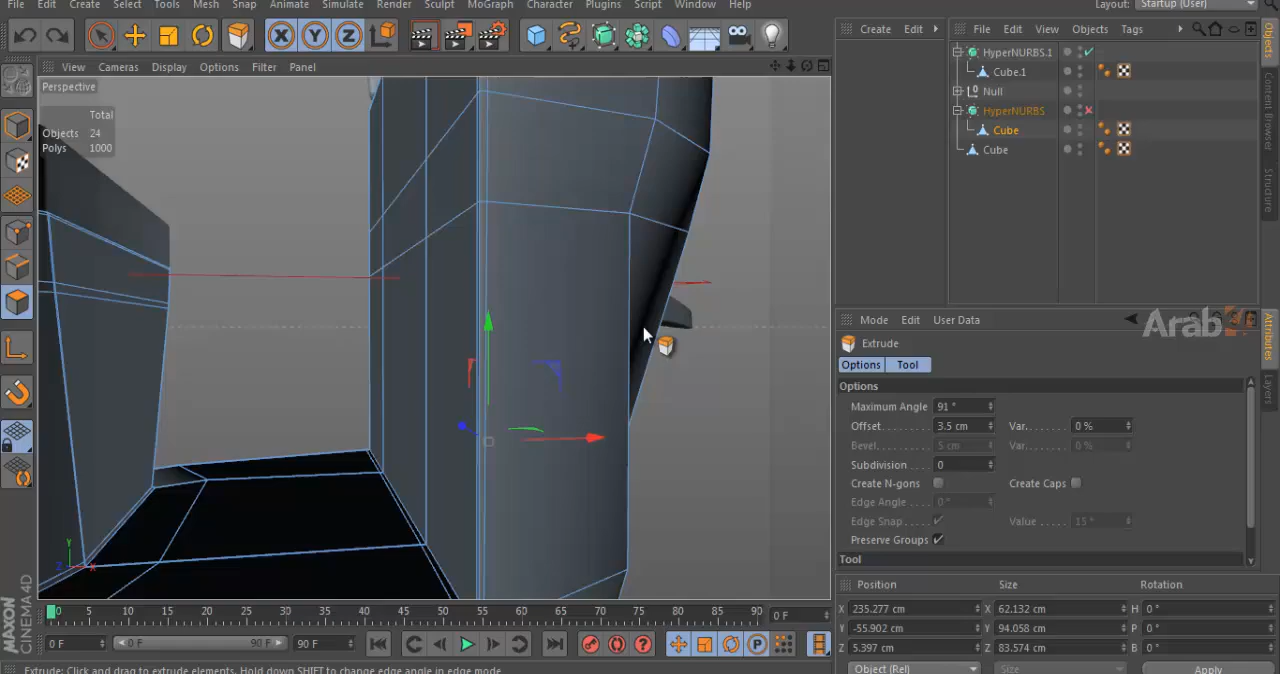 File Edit Create Select Tools Mesh Snap Animate Simulate Render Sculpt MoGraph Character Plugins Script Window Help
Layout: Startup (User)
View Cameras Display Options Filter Panel
Perspective
Total
Objects 24
Polys 1000
Create Edit
File Edit View Objects Tags
HyperNURBS.1
Cube.1
Null
HyperNURBS
Cube
Cube
Objects
Content Browser
Structure
Mode Edit User Data
Arab
Extrude
Options Tool
Options
Maximum Angle 91 °
Offset 3.5 cm Var. 0 %
Bevel 5 cm Var. 0 %
Subdivision 0
Create N-gons Create Caps
Edge Angle 0 °
Edge Snap Value 15 °
Preserve Groups
Tool
Attributes
Layers
Position Size Rotation
X 235.277 cm X 62.132 cm H 0 °
Y -55.902 cm Y 94.058 cm P 0 °
Z 5.397 cm Z 83.574 cm B 0 °
Object (Rel) Size Apply
Y
Z X
0 5 10 15 20 25 30 35 40 45 50 55 60 65 70 75 80 85 90 0 F
0 F 0 F 90 F 90 F
MAXON CINEMA 4D
Extrude: Click and drag to extrude elements. Hold down SHIFT to change edge angle in edge mode.